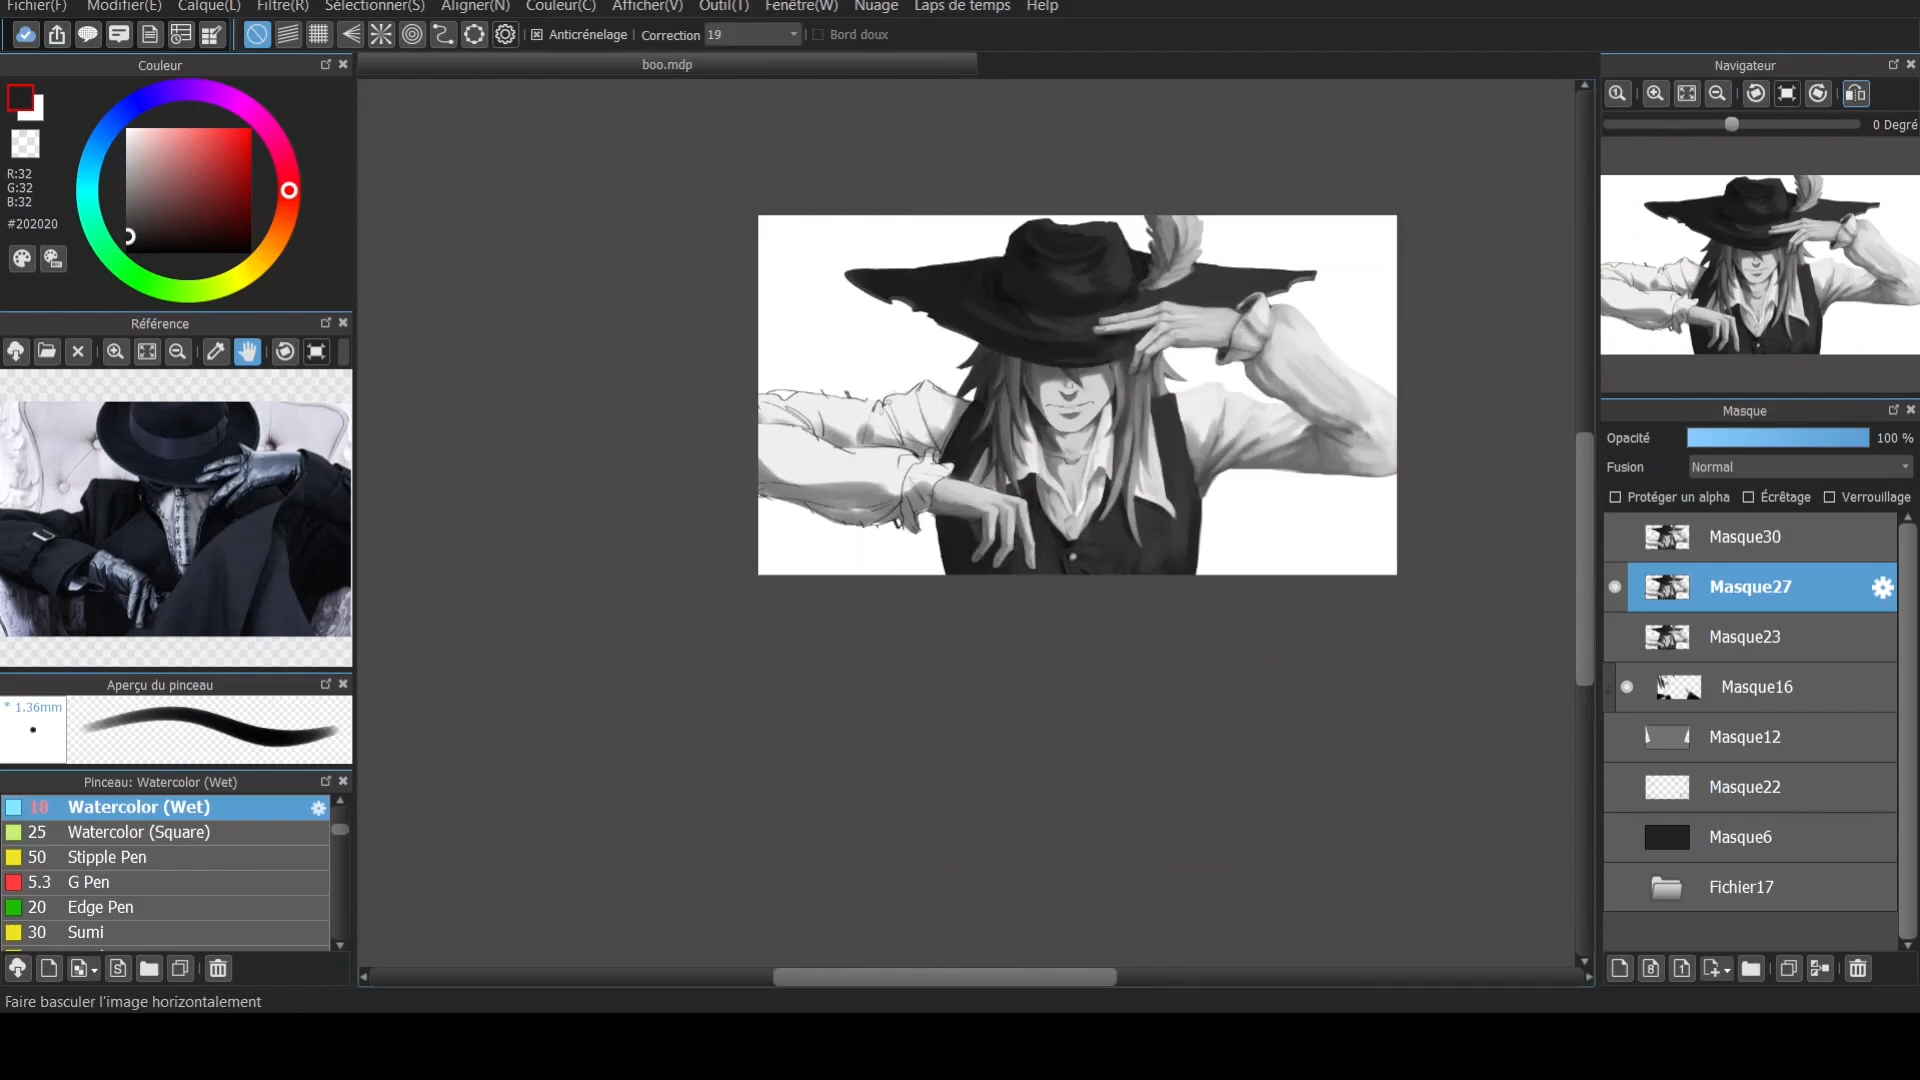 Fichier(F) Modifier(E) Calque(L) Filtre(R) Sélectionner(S) Aligner(N) Couleur(C) Afficher(V) Outil(T) Fenêtre(W) Nuage Laps de temps Help
Anticrénelage Correction 19 Bord doux
Couleur
boo.mdp
Navigateur
0 Degré
R:32
G:32
B:32
#202020
Référence
Masque
Opacité 100 %
Fusion Normal
Protéger un alpha Écrêtage Verrouillage
Masque30
Masque27
Masque23
Masque16
Masque12
Masque22
Masque6
Fichier17
Aperçu du pinceau
* 1.36mm
Pinceau: Watercolor (Wet)
18 Watercolor (Wet)
25 Watercolor (Square)
50 Stipple Pen
5.3 G Pen
20 Edge Pen
30 Sumi
Faire basculer l'image horizontalement